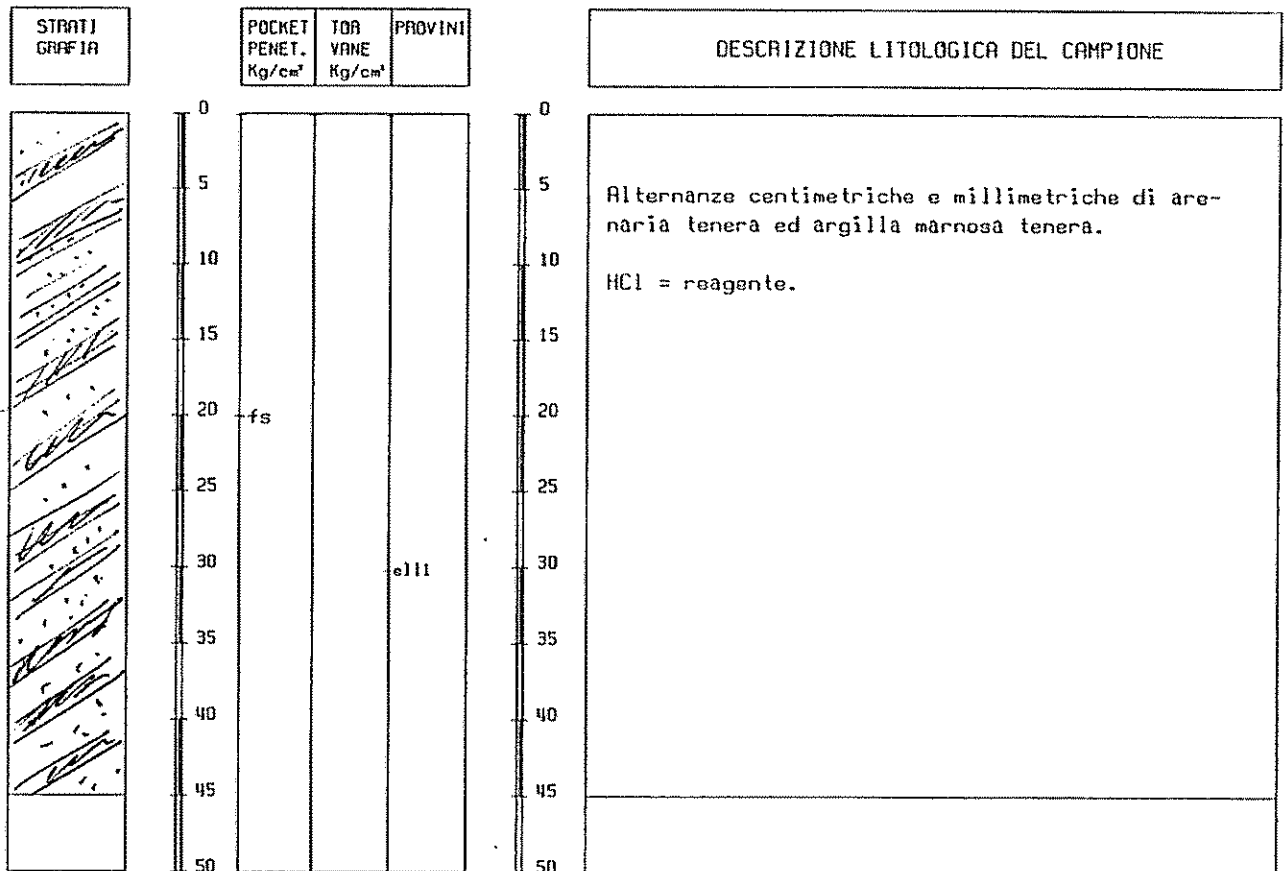 STRATI
GRAFIA
POCKET
PENET.
Kg/cm²
TOR
VANE
Kg/cm²
PROVINI
DESCRIZIONE LITOLOGICA DEL CAMPIONE
0
5
10
15
20
25
30
35
40
45
50
fs
ell1
0
5
10
15
20
25
30
35
40
45
50
Alternanze centimetriche e millimetriche di are-
naria tenera ed argilla marnosa tenera.
HCl = reagente.